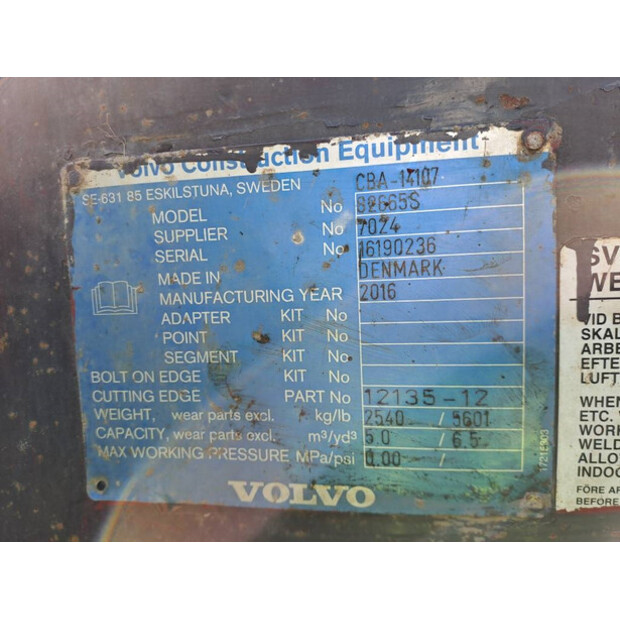 Volvo Construction Equipment
SE-631 85 ESKILSTUNA, SWEDEN CBA-14107
MODEL No S2665S
SUPPLIER No 7024
SERIAL No 16190236
MADE IN DENMARK
MANUFACTURING YEAR 2016
ADAPTER KIT No
POINT KIT No
SEGMENT KIT No
BOLT ON EDGE KIT No
CUTTING EDGE PART No 12135-12
WEIGHT, wear parts excl. kg/lb 2540 / 5601
CAPACITY, wear parts excl. m³/yd³ 5.0 / 6.5
MAX WORKING PRESSURE MPa/psi 0.00 /
VOLVO
SV
WE
VID B
SKAL
ARBE
EFTE
LUFT
WHEN
ETC.
WORK
WELD
ALLO
INDO
FÖRE AR
BEFORE